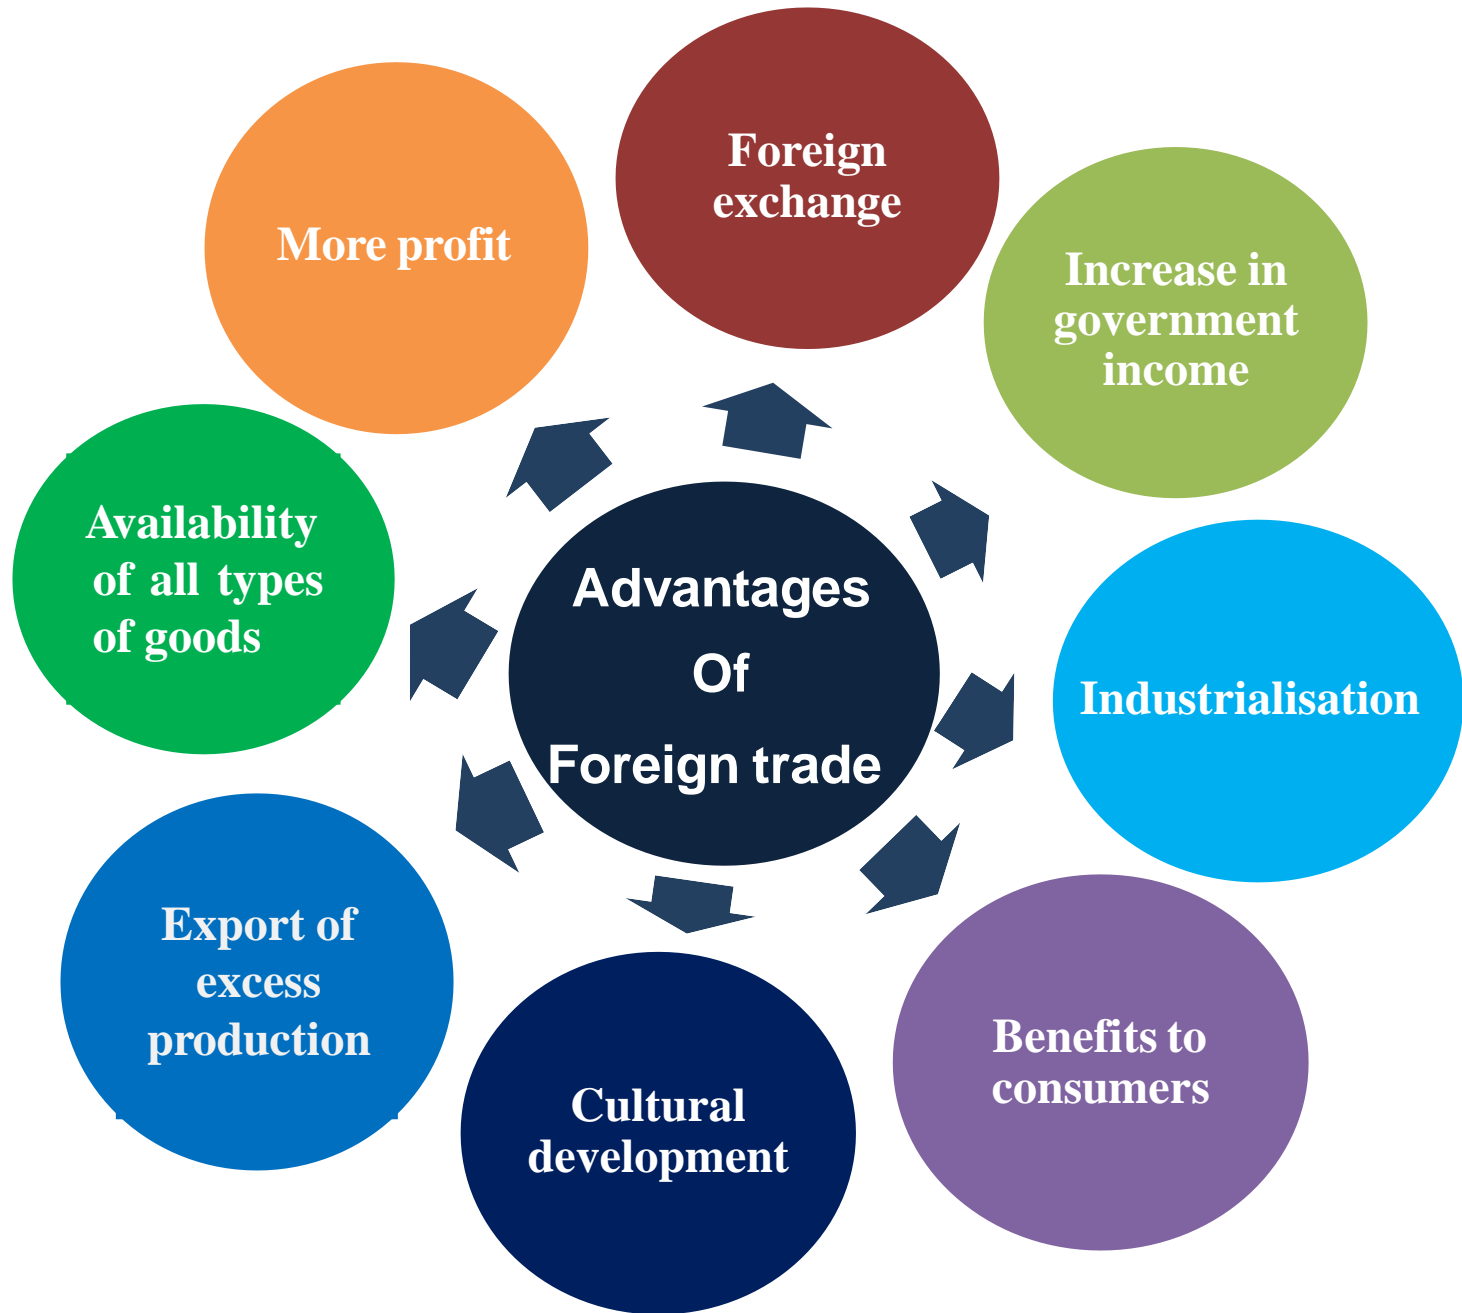 Foreign
exchange
More profit
Increase in
government
income
Availability
of all types
of goods
Advantages
Of
Foreign trade
Industrialisation
Export of
excess
production
Benefits to
consumers
Cultural
development